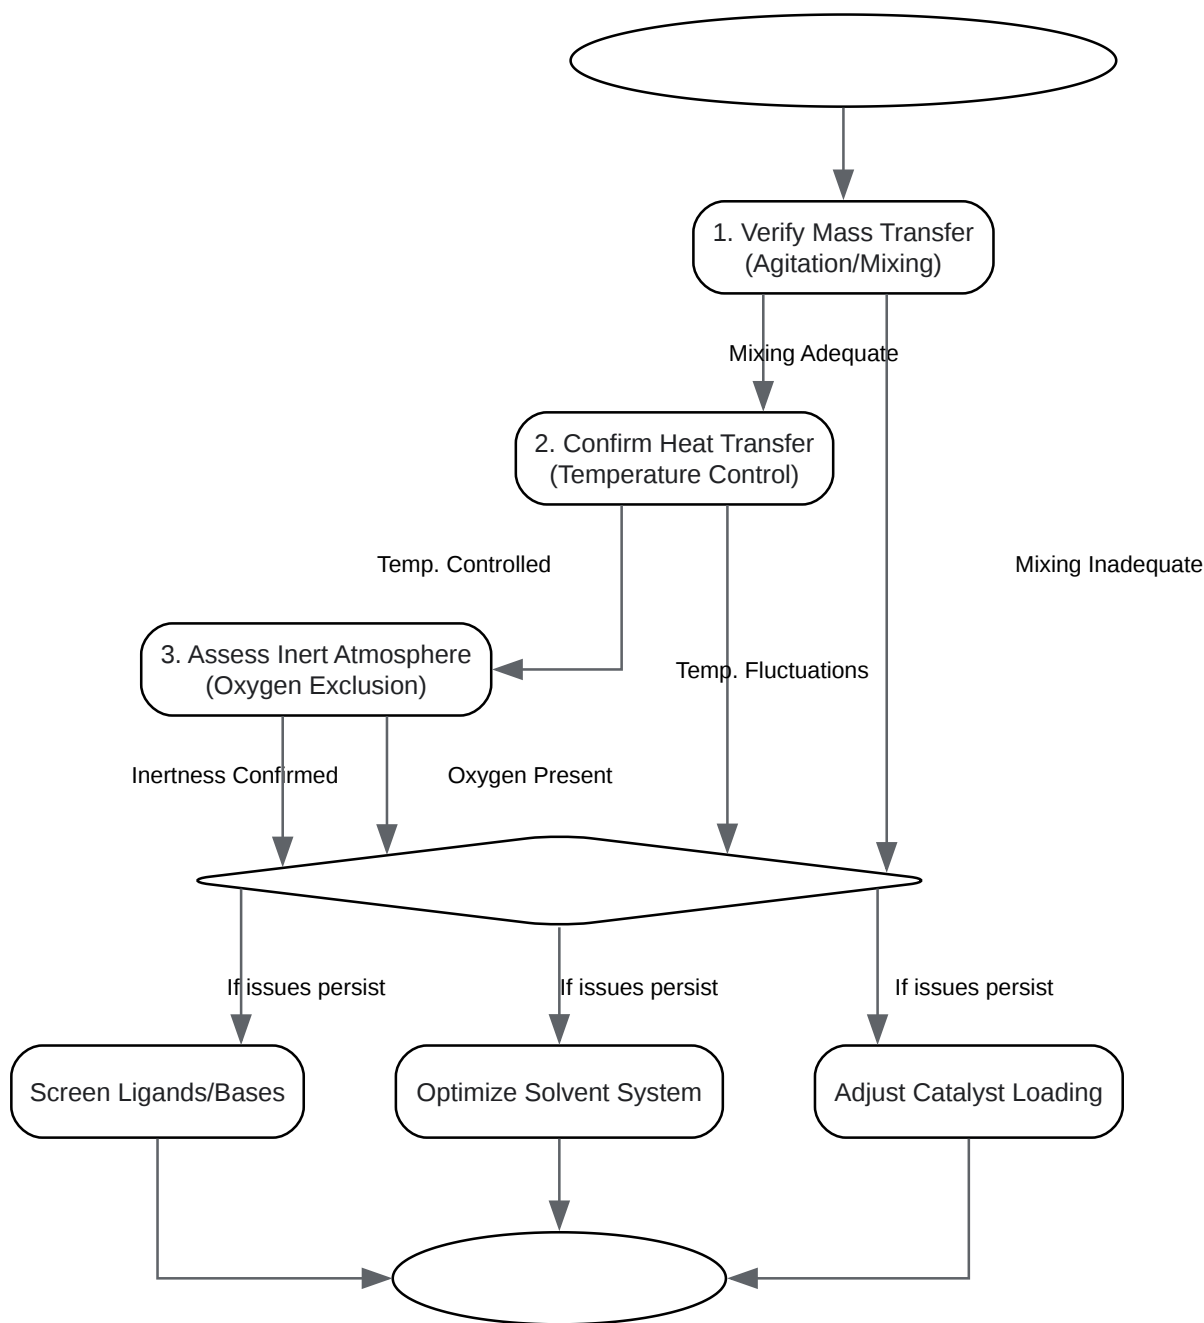 1. Verify Mass Transfer
(Agitation/Mixing)
Mixing Adequate
2. Confirm Heat Transfer
(Temperature Control)
Temp. Controlled
Mixing Inadequate
3. Assess Inert Atmosphere
(Oxygen Exclusion)
Temp. Fluctuations
Inertness Confirmed
Oxygen Present
If issues persist
If issues persist
If issues persist
Screen Ligands/Bases
Optimize Solvent System
Adjust Catalyst Loading